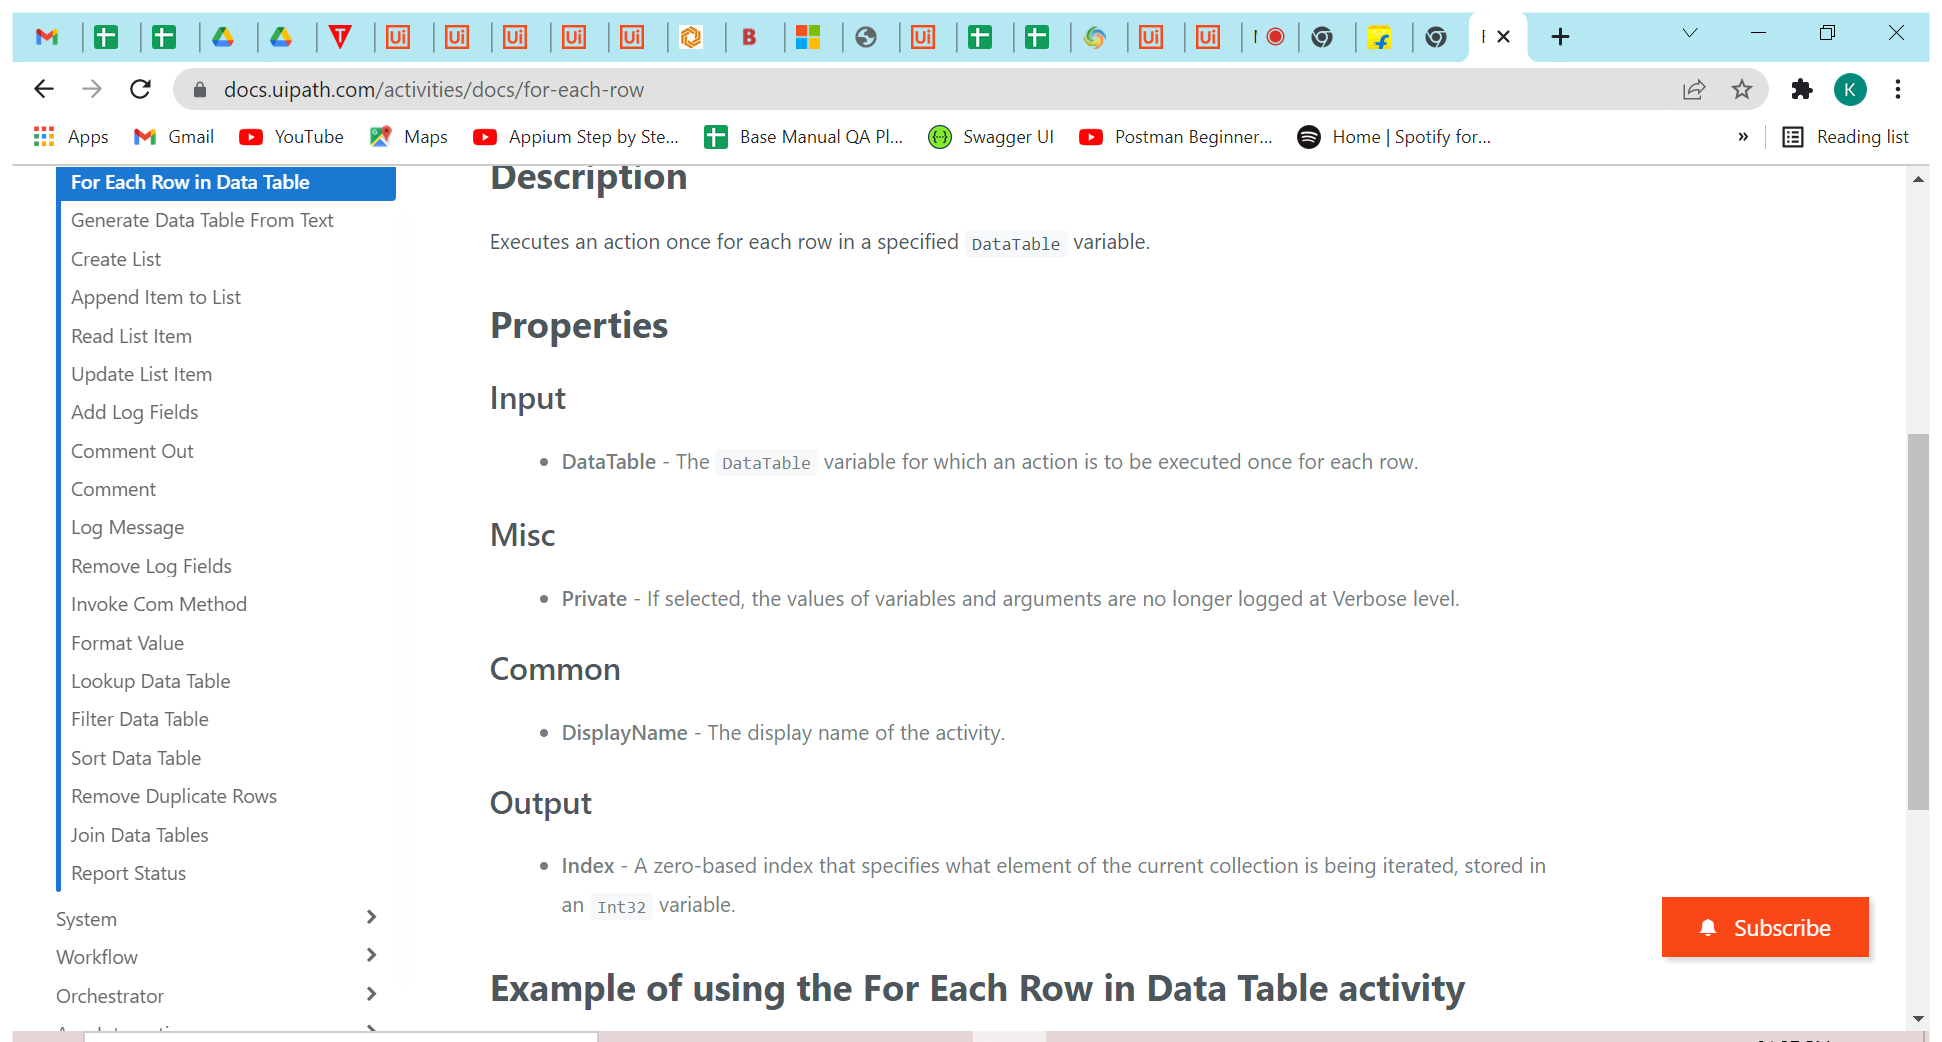 docs.uipath.com/activities/docs/for-each-row
K
Apps
Gmail
YouTube
Maps
Appium Step by Ste...
Base Manual QA Pl...
Swagger UI
Postman Beginner...
Home | Spotify for...
»
Reading list
For Each Row in Data Table
Generate Data Table From Text
Create List
Append Item to List
Read List Item
Update List Item
Add Log Fields
Comment Out
Comment
Log Message
Remove Log Fields
Invoke Com Method
Format Value
Lookup Data Table
Filter Data Table
Sort Data Table
Remove Duplicate Rows
Join Data Tables
Report Status
System
Workflow
Orchestrator
Description
Executes an action once for each row in a specified DataTable variable.
Properties
Input
• DataTable - The DataTable variable for which an action is to be executed once for each row.
Misc
• Private - If selected, the values of variables and arguments are no longer logged at Verbose level.
Common
• DisplayName - The display name of the activity.
Output
• Index - A zero-based index that specifies what element of the current collection is being iterated, stored in
an Int32 variable.
Example of using the For Each Row in Data Table activity
Subscribe